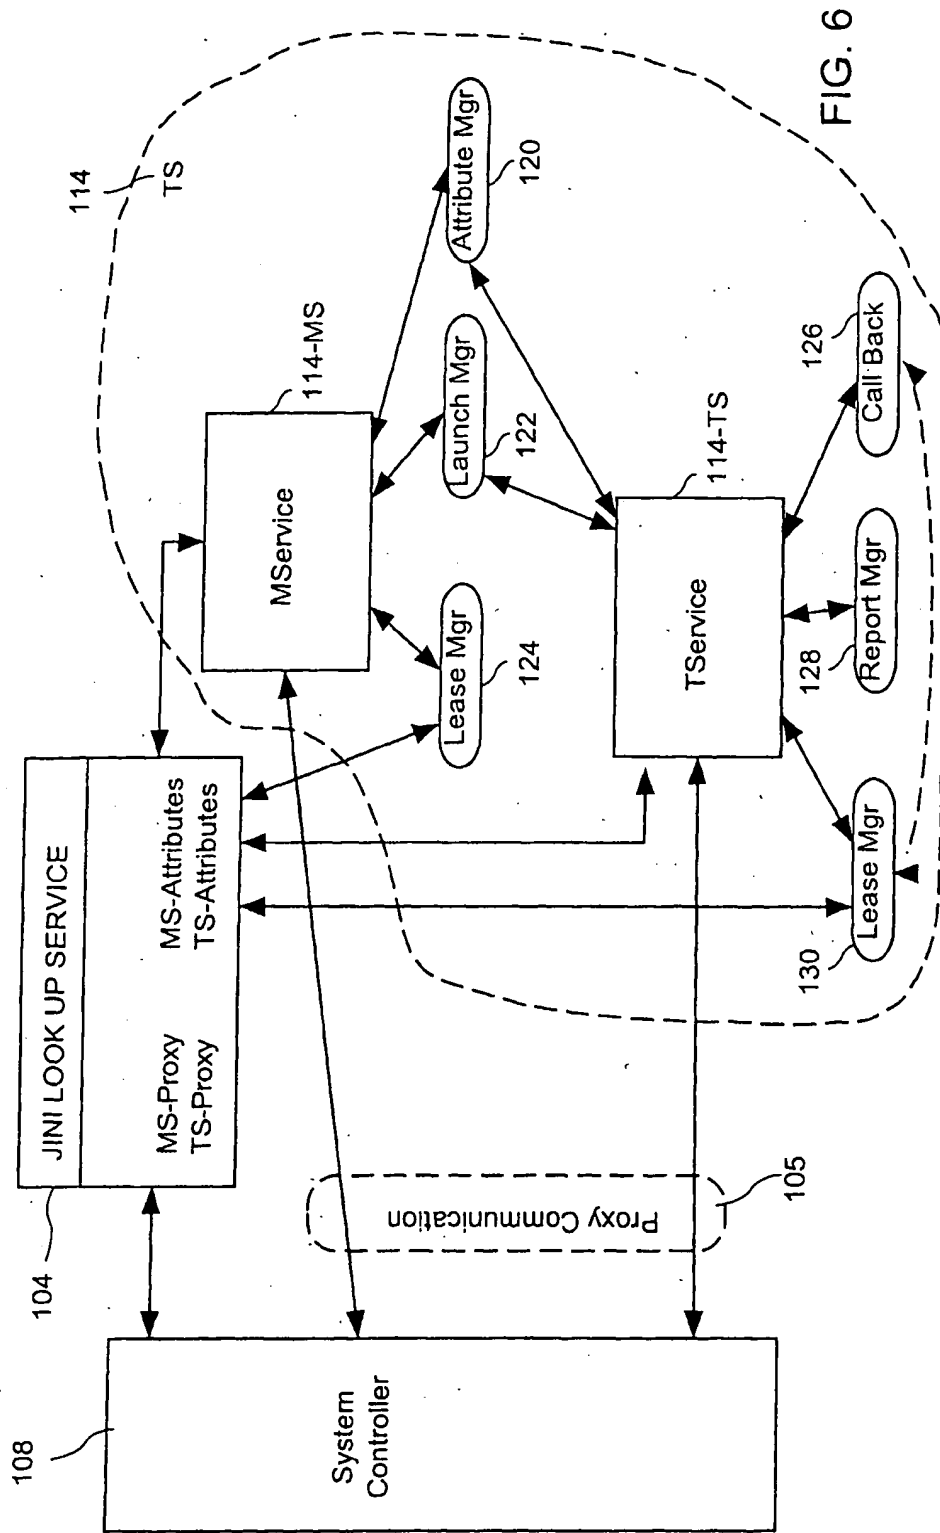 108
System
Controller
104
JINI LOOK UP SERVICE
MS-Proxy
TS-Proxy
MS-Attributes
TS-Attributes
Proxy Communication
105
114
TS
MService
114-MS
Lease Mgr
124
Launch Mgr
122
Attribute Mgr
120
TService
114-TS
Lease Mgr
130
Report Mgr
128
Call Back
126
FIG. 6